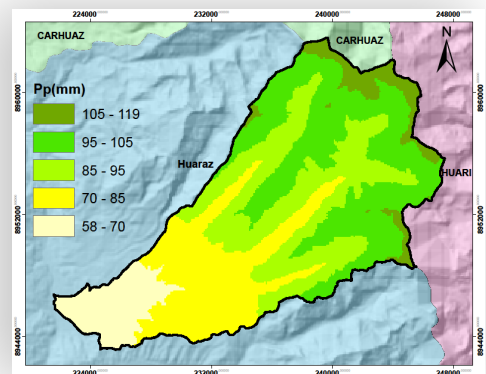 224000 232000 240000 248000
CARHUAZ
CARHUAZ
N
8960000
Pp(mm)
105 - 119
95 - 105
85 - 95
70 - 85
58 - 70
Huaraz
HUARI
8952000
8952000
8944000
8944000
224000 232000 240000 248000
8960000